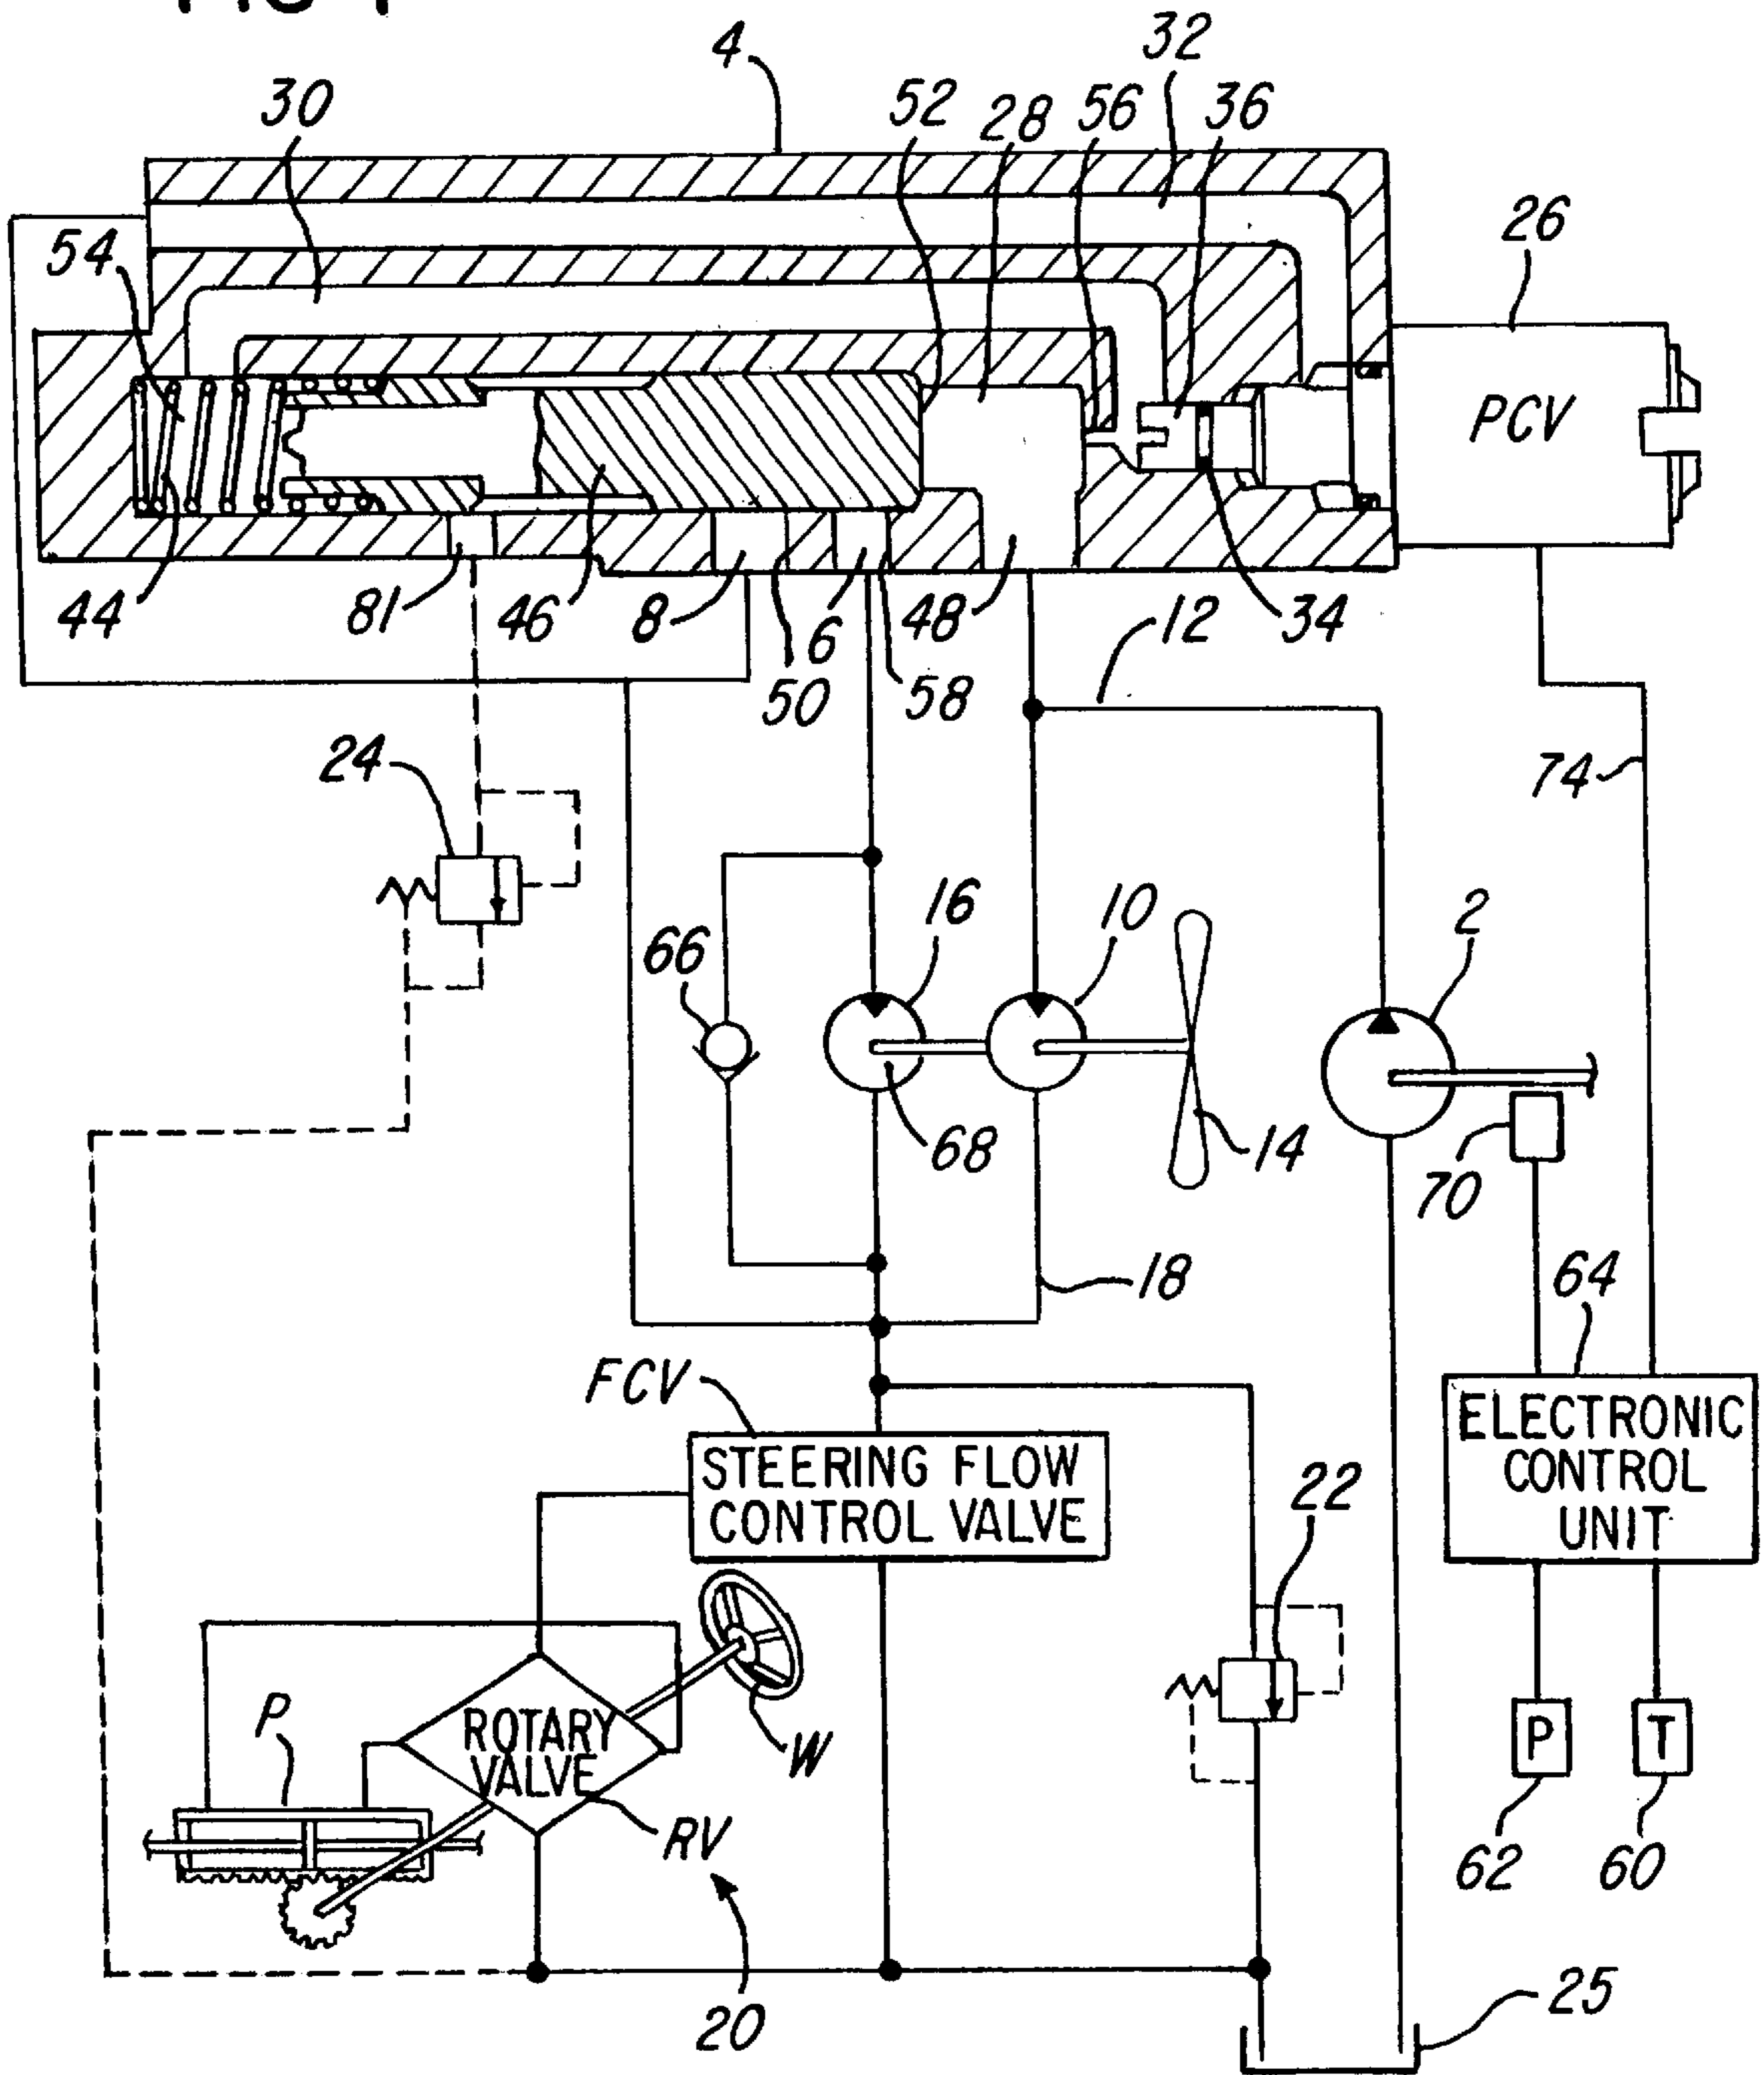 FIG 1
4
32
30
52
28
56
36
26
54
PCV
44
81
46
8
6
48
34
12
50
58
24
74
16
10
2
66
68
14
70
18
64
FCV
ELECTRONIC
CONTROL
UNIT
STEERING FLOW
CONTROL VALVE
22
P
ROTARY
VALVE
W
P
T
RV
62
60
20
25